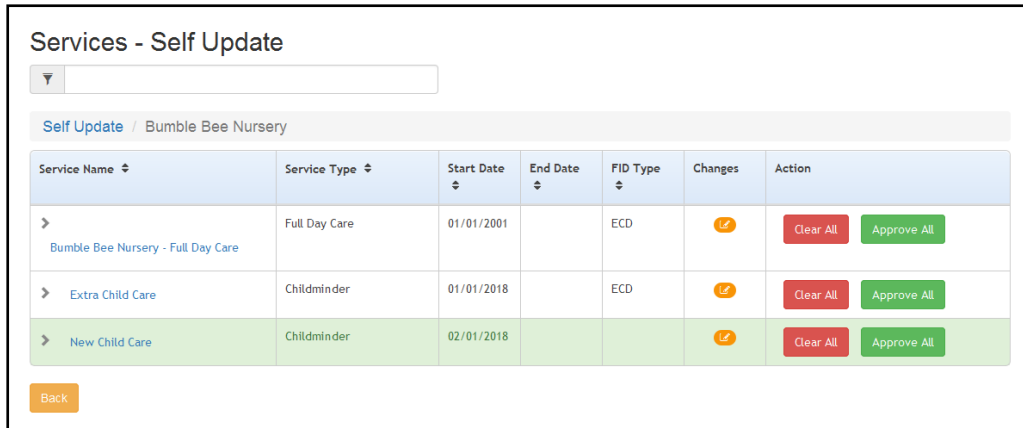 Services - Self Update
Self Update / Bumble Bee Nursery
Service Name Service Type Start Date End Date FID Type Changes Action
Full Day Care 01/01/2001 ECD Clear All Approve All
Bumble Bee Nursery - Full Day Care
Extra Child Care Childminder 01/01/2018 ECD Clear All Approve All
New Child Care Childminder 02/01/2018 Clear All Approve All
Back